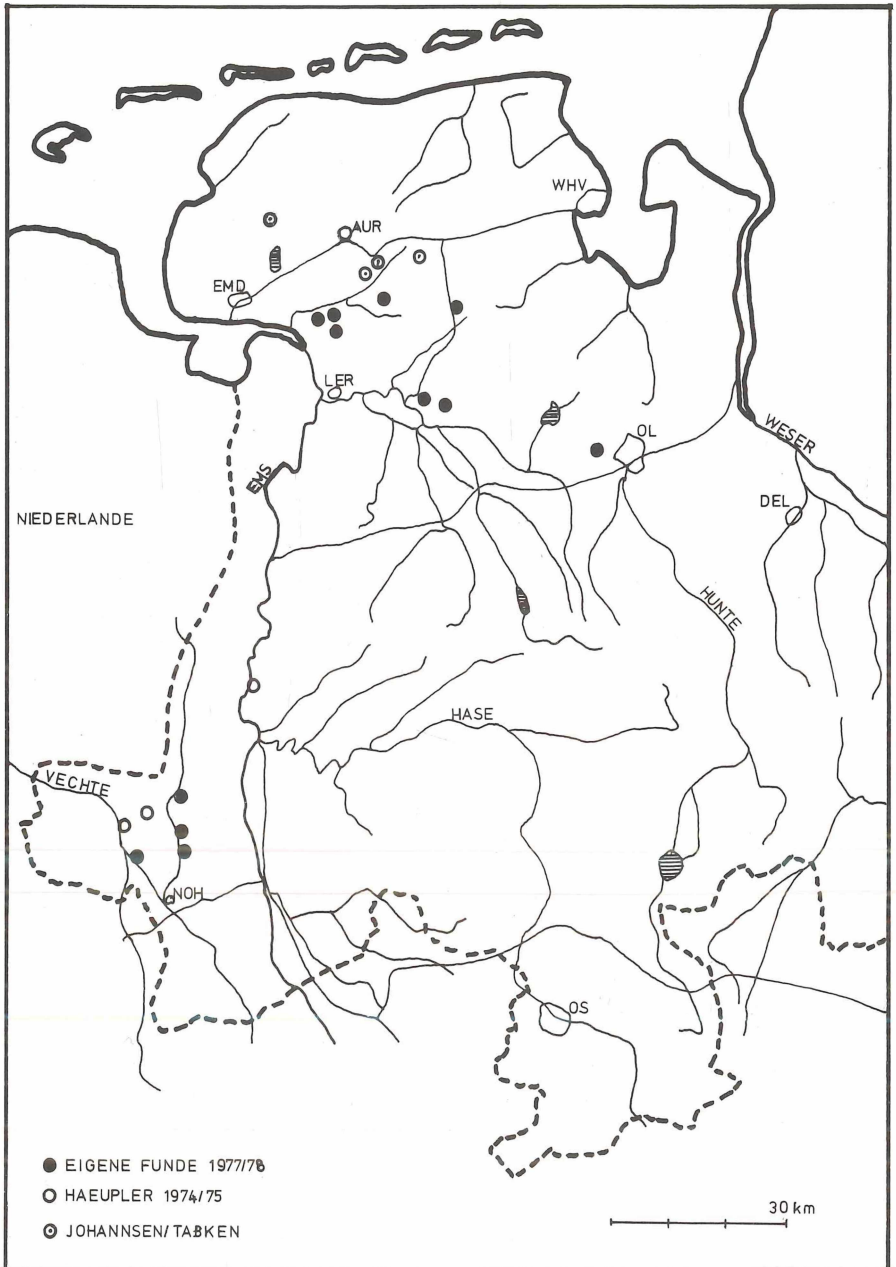 WHV
AUR
EMD
LER
OL
WESER
EMS
NIEDERLANDE
DEL
HUNTE
HASE
VECHTE
NOH
OS
EIGENE FUNDE 1977/78
HAEUPLER 1974/75
JOHANNSEN/TABKEN
30 km